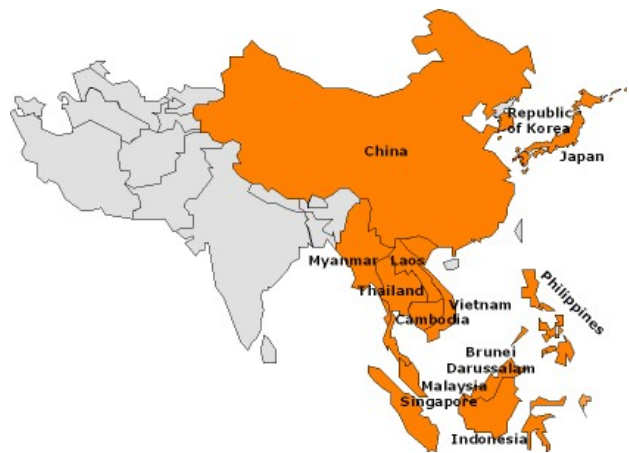 Republic
of Korea
China
Japan
Myanmar
Laos
Thailand
Vietnam
Cambodia
Philippines
Brunei
Darussalam
Malaysia
Singapore
Indonesia